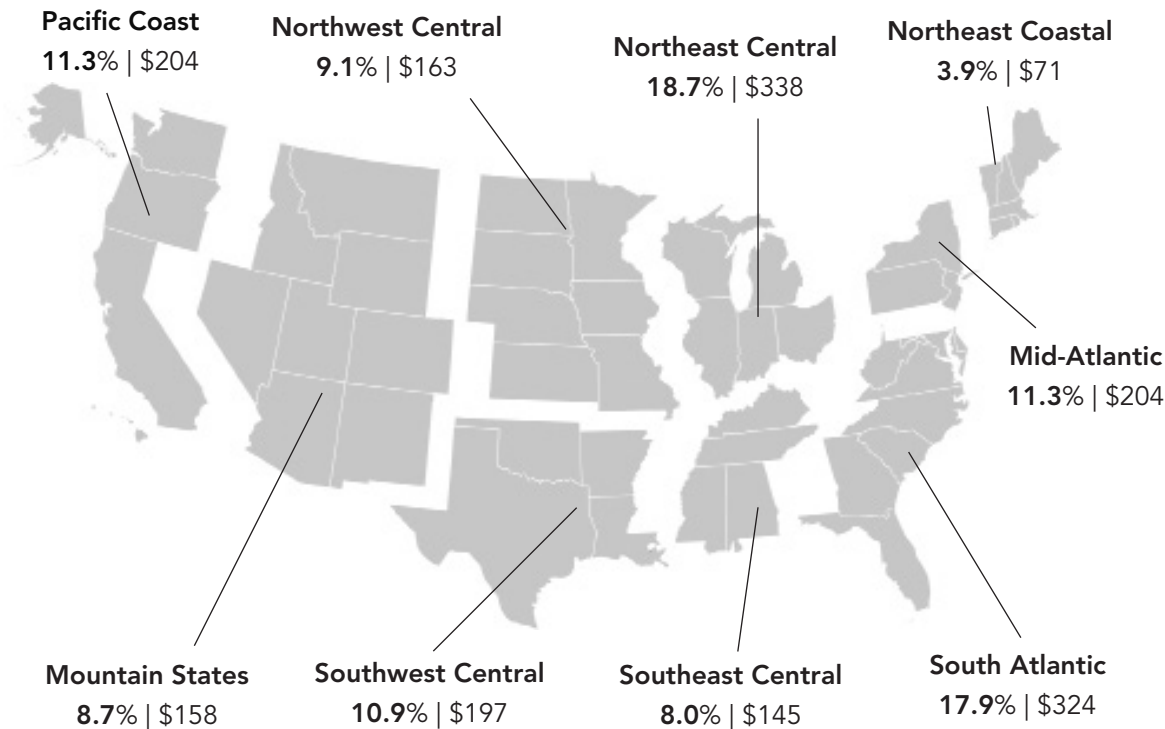 Pacific Coast
11.3% | $204
Northwest Central
9.1% | $163
Northeast Central
18.7% | $338
Northeast Coastal
3.9% | $71
Mid-Atlantic
11.3% | $204
Mountain States
8.7% | $158
Southwest Central
10.9% | $197
Southeast Central
8.0% | $145
South Atlantic
17.9% | $324